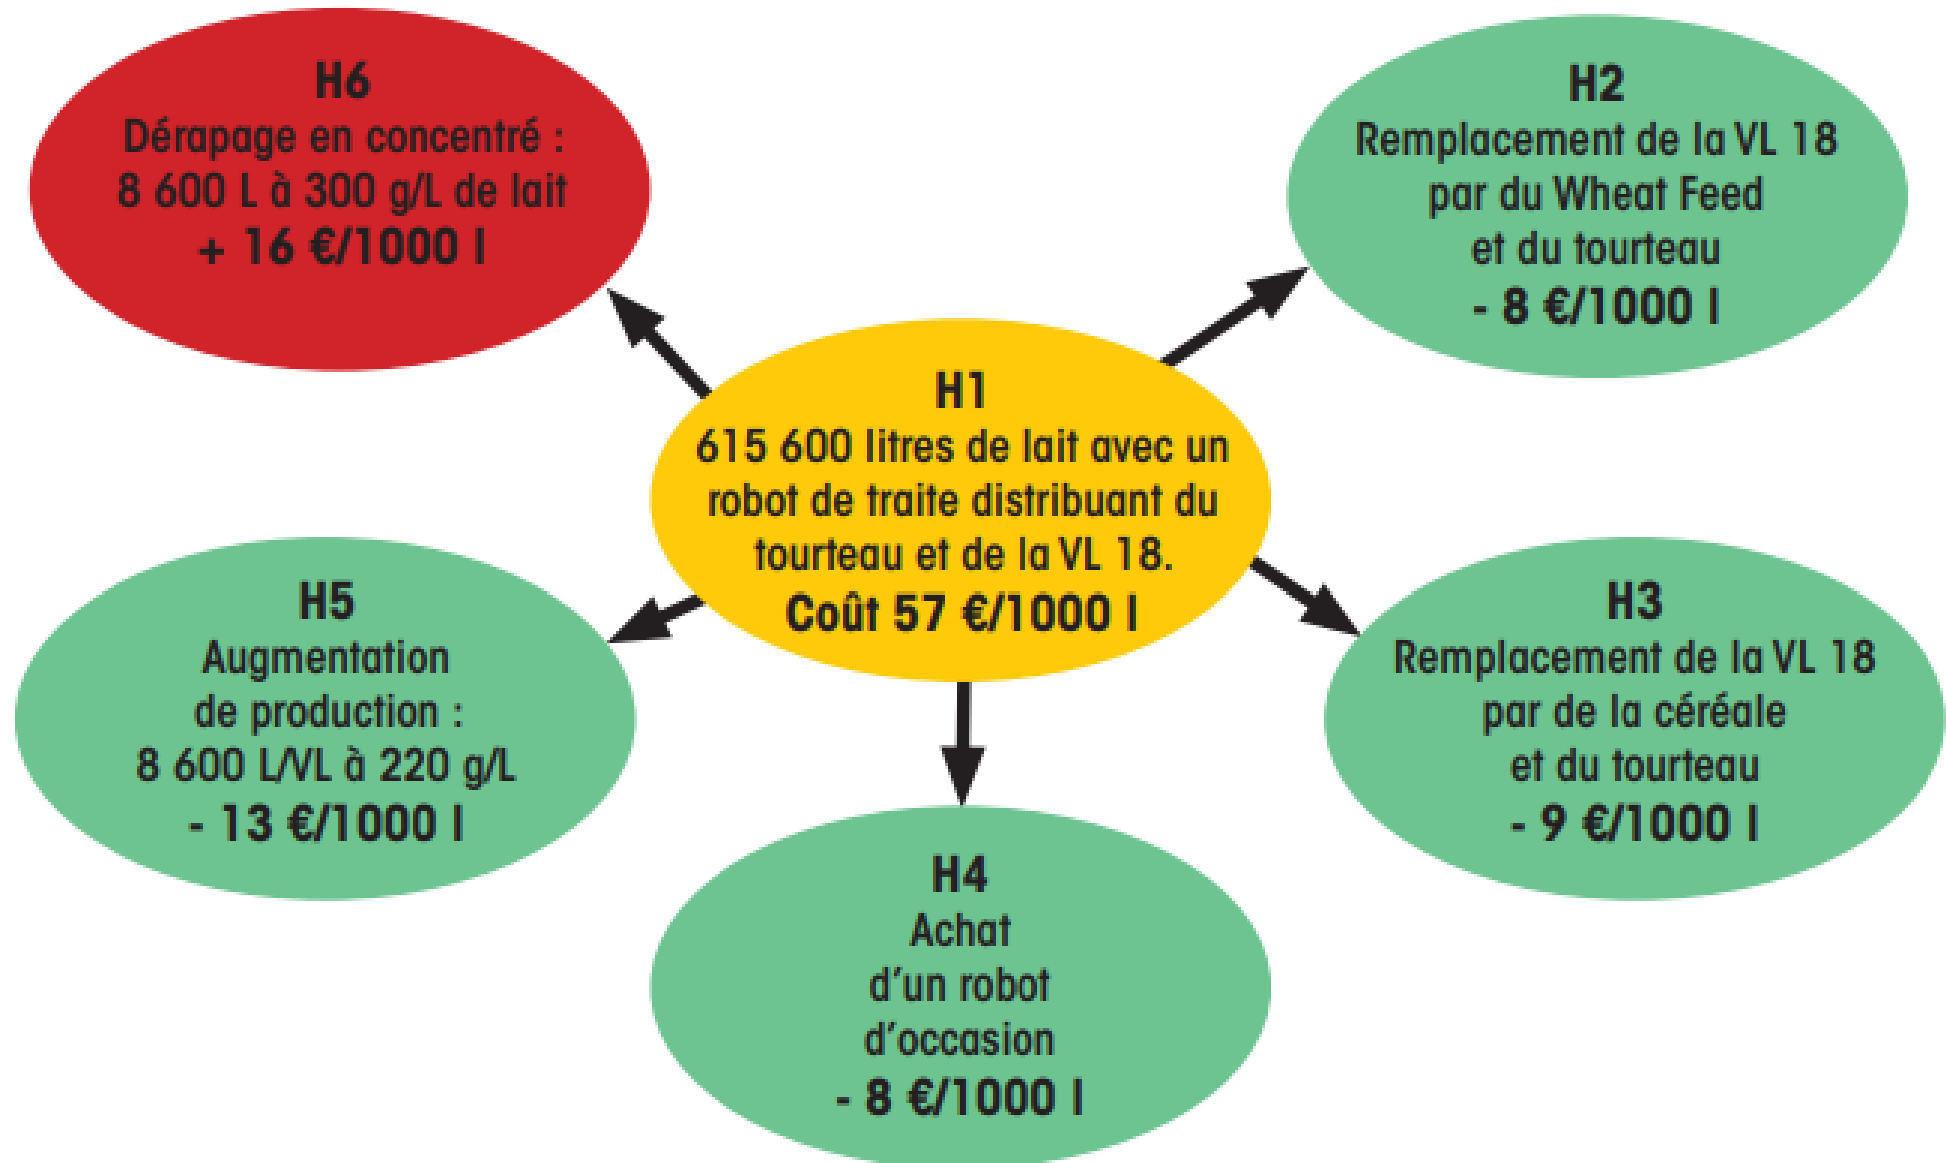 H6
Dérapage en concentré :
8 600 L à 300 g/L de lait
+ 16 €/1000 l
H2
Remplacement de la VL 18
par du Wheat Feed
et du tourteau
- 8 €/1000 l
H1
615 600 litres de lait avec un
robot de traite distribuant du
tourteau et de la VL 18.
Coût 57 €/1000 l
H5
Augmentation
de production :
8 600 L/VL à 220 g/L
- 13 €/1000 l
H3
Remplacement de la VL 18
par de la céréale
et du tourteau
- 9 €/1000 l
H4
Achat
d’un robot
d’occasion
- 8 €/1000 l